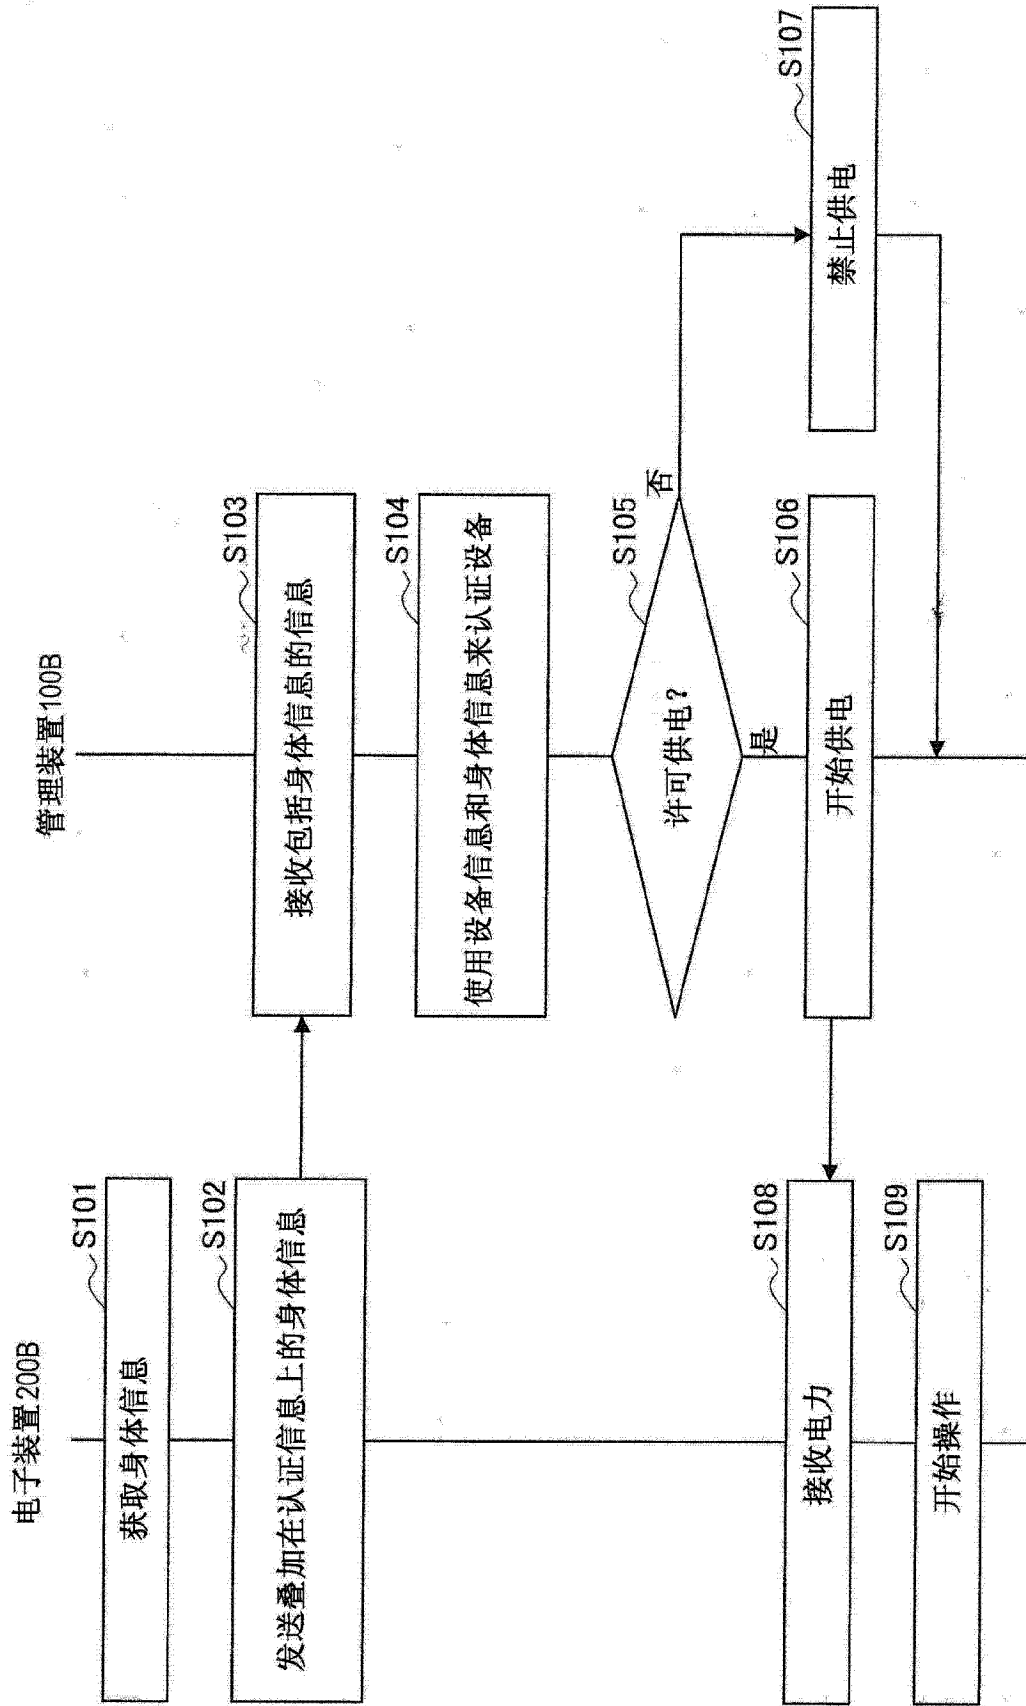 电子装置200B
管理装置100B
S101
获取身体信息
S102
发送叠加在认证信息上的身体信息
S103
接收包括身体信息的信息
S104
使用设备信息和身体信息来认证设备
S105
许可供电？
否
是
S106
开始供电
S107
禁止供电
S108
接收电力
S109
开始操作